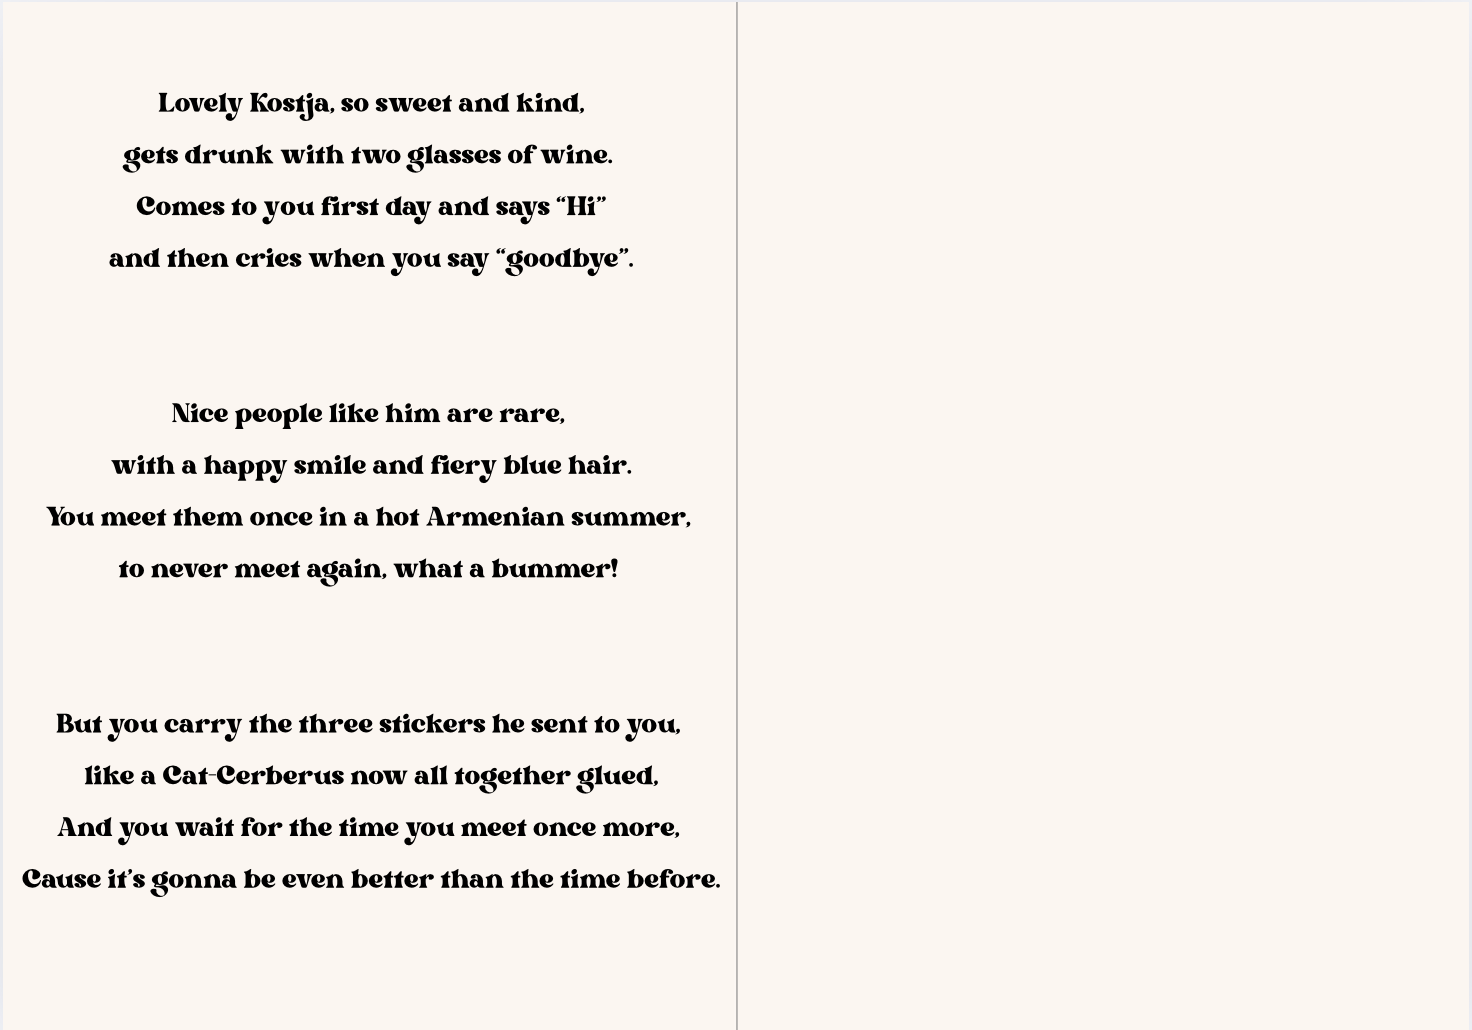 Lovely Kostja, so sweet and kind,
gets drunk with two glasses of wine.
Comes to you first day and says “Hi”
and then cries when you say “goodbye”.
Nice people like him are rare,
with a happy smile and fiery blue hair.
You meet them once in a hot Armenian summer,
to never meet again, what a bummer!
But you carry the three stickers he sent to you,
like a Cat-Cerberus now all together glued,
And you wait for the time you meet once more,
Cause it’s gonna be even better than the time before.